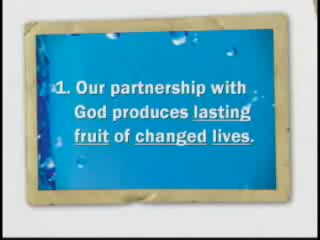 1. Our partnership with
God produces lasting
fruit of changed lives.